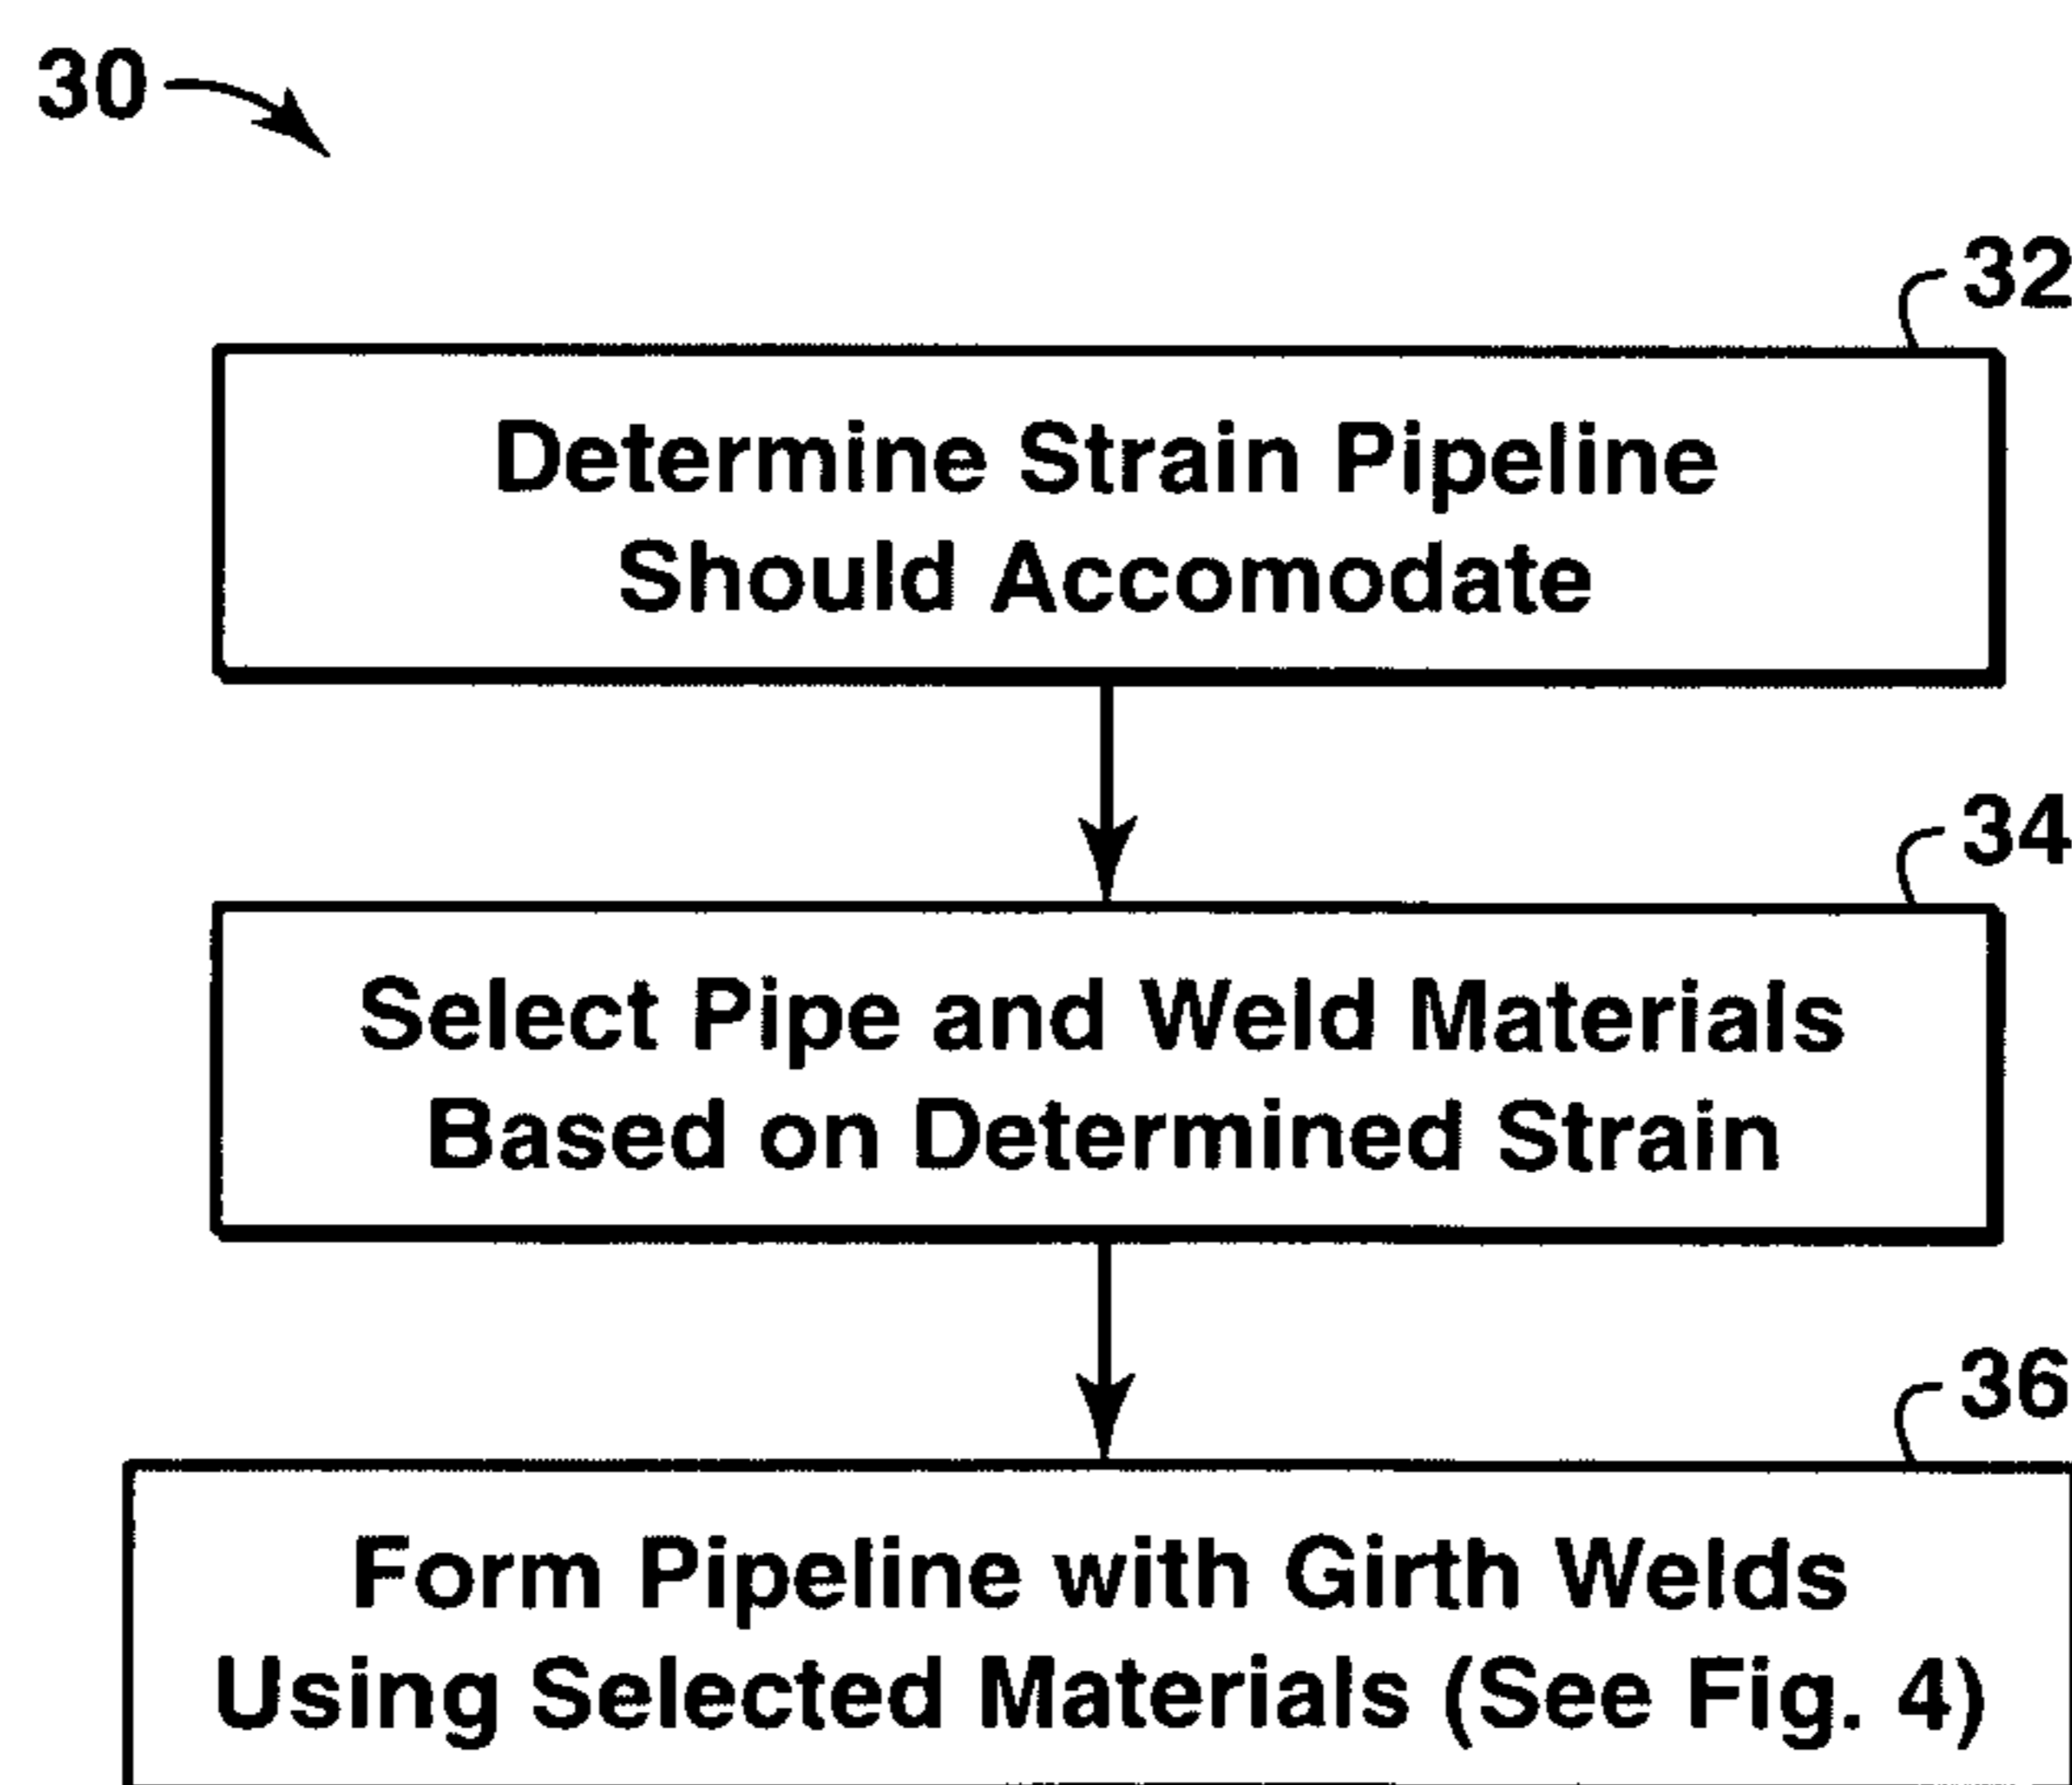 30
32
Determine Strain Pipeline
Should Accomodate
34
Select Pipe and Weld Materials
Based on Determined Strain
36
Form Pipeline with Girth Welds
Using Selected Materials (See Fig. 4)